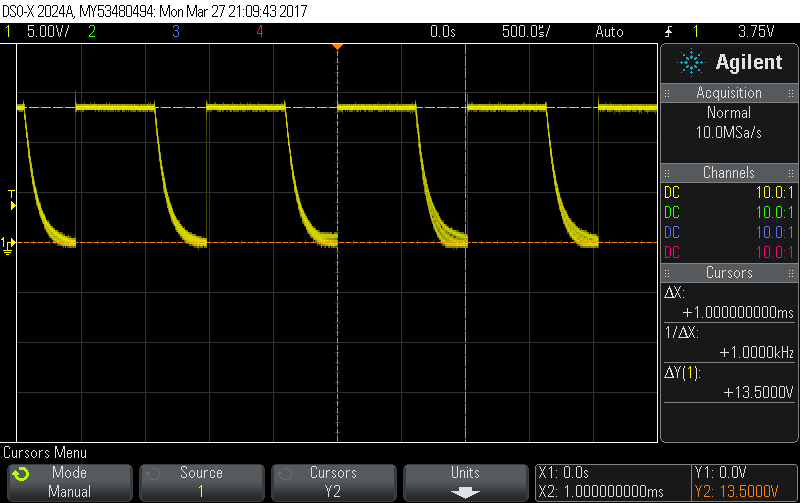 DSO-X 2024A, MY53480494: Mon Mar 27 21:09:43 2017
1 5.00V/ 2 3 4 0.0s 500.0µs/ Auto 1 3.75V
Agilent
Acquisition
Normal
10.0MSa/s
Channels
DC 10.0:1
DC 10.0:1
DC 10.0:1
DC 10.0:1
Cursors
ΔX:
+1.000000000ms
1/ΔX:
+1.0000kHz
ΔY(1):
+13.5000V
T
1
Cursors Menu
Mode
Manual
Source
1
Cursors
Y2
Units
X1: 0.0s
X2: 1.000000000ms
Y1: 0.0V
Y2: 13.5000V